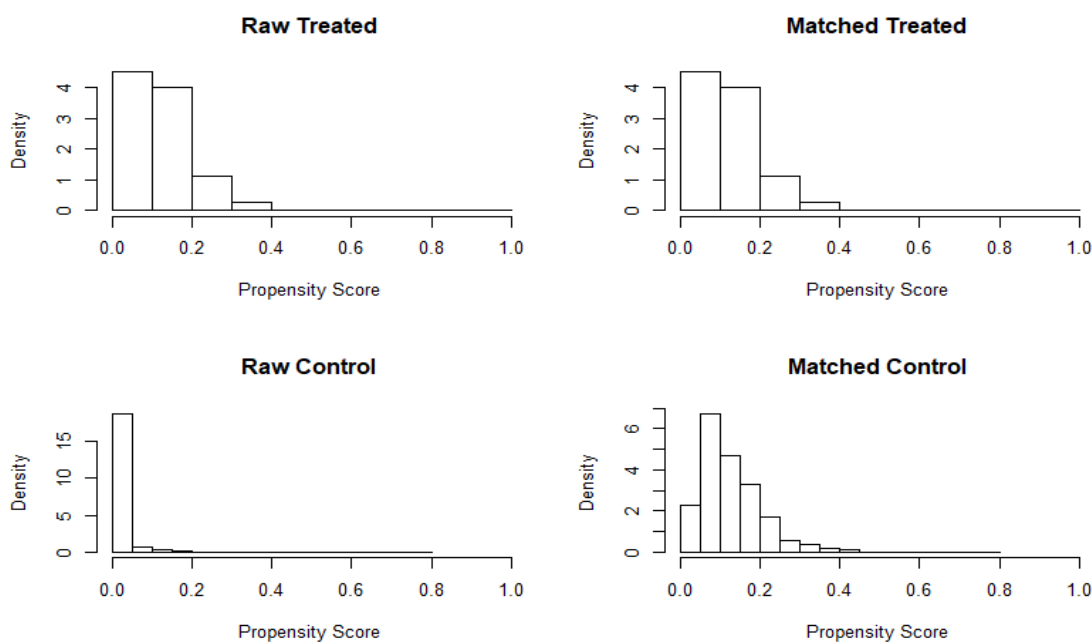 Raw Treated
Density
0 1 2 3 4
0.0 0.2 0.4 0.6 0.8 1.0
Propensity Score
Matched Treated
Density
0 1 2 3 4
0.0 0.2 0.4 0.6 0.8 1.0
Propensity Score
Raw Control
Density
0 5 10 15
0.0 0.2 0.4 0.6 0.8 1.0
Propensity Score
Matched Control
Density
0 2 4 6
0.0 0.2 0.4 0.6 0.8 1.0
Propensity Score